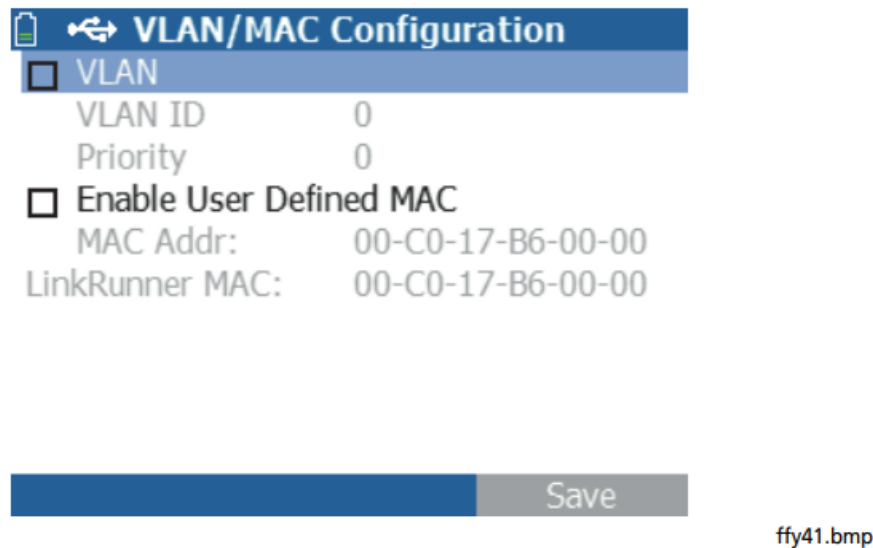 VLAN/MAC Configuration
VLAN
VLAN ID 0
Priority 0
Enable User Defined MAC
MAC Addr: 00-C0-17-B6-00-00
LinkRunner MAC: 00-C0-17-B6-00-00
Save
ffy41.bmp